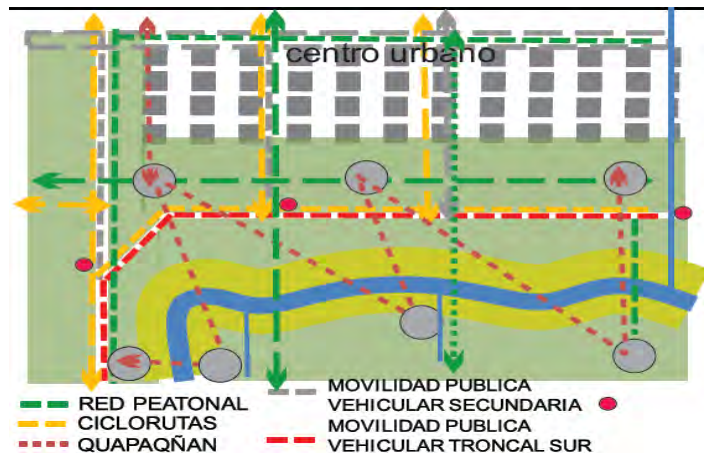 centro urbano
RED PEATONAL
CICLORUTAS
QUAPAQÑAN
MOVILIDAD PUBLICA
VEHICULAR SECUNDARIA
MOVILIDAD PUBLICA
VEHICULAR TRONCAL SUR